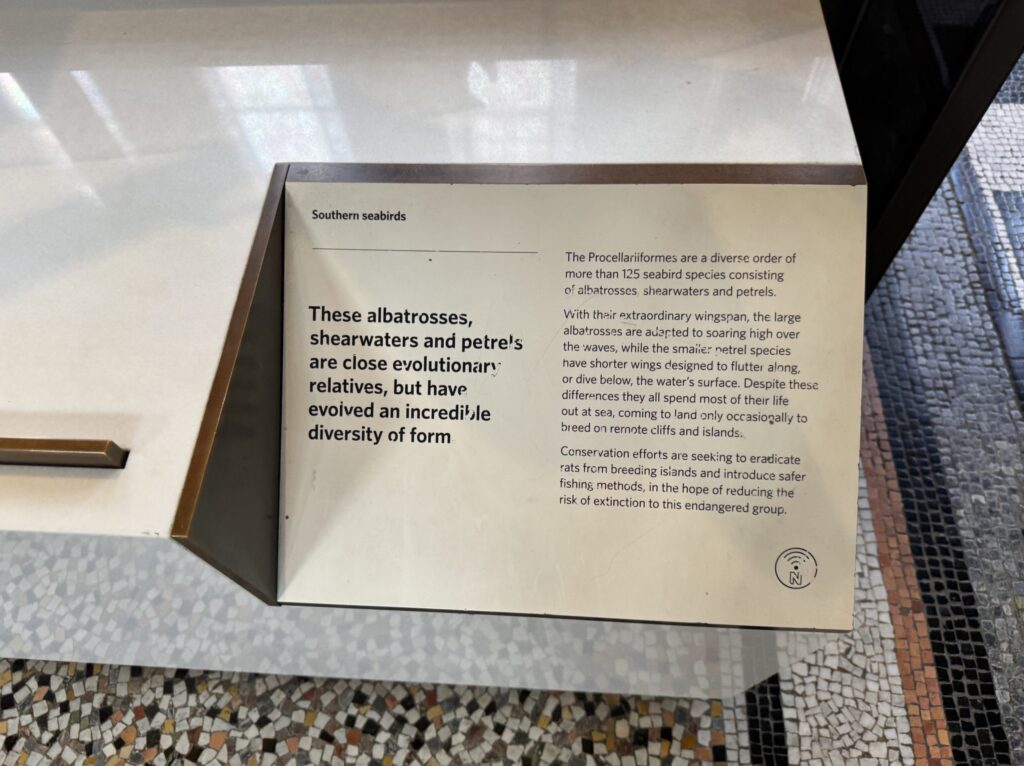 Southern seabirds
These albatrosses,
shearwaters and petrels
are close evolutionary
relatives, but have
evolved an incredible
diversity of form
The Procellariiformes are a diverse order of
more than 125 seabird species consisting
of albatrosses, shearwaters and petrels.
With their extraordinary wingspan, the large
albatrosses are adapted to soaring high over
the waves, while the smaller petrel species
have shorter wings designed to flutter along,
or dive below, the water's surface. Despite these
differences they all spend most of their life
out at sea, coming to land only occasionally to
breed on remote cliffs and islands.
Conservation efforts are seeking to eradicate
rats from breeding islands and introduce safer
fishing methods, in the hope of reducing the
risk of extinction to this endangered group.
N